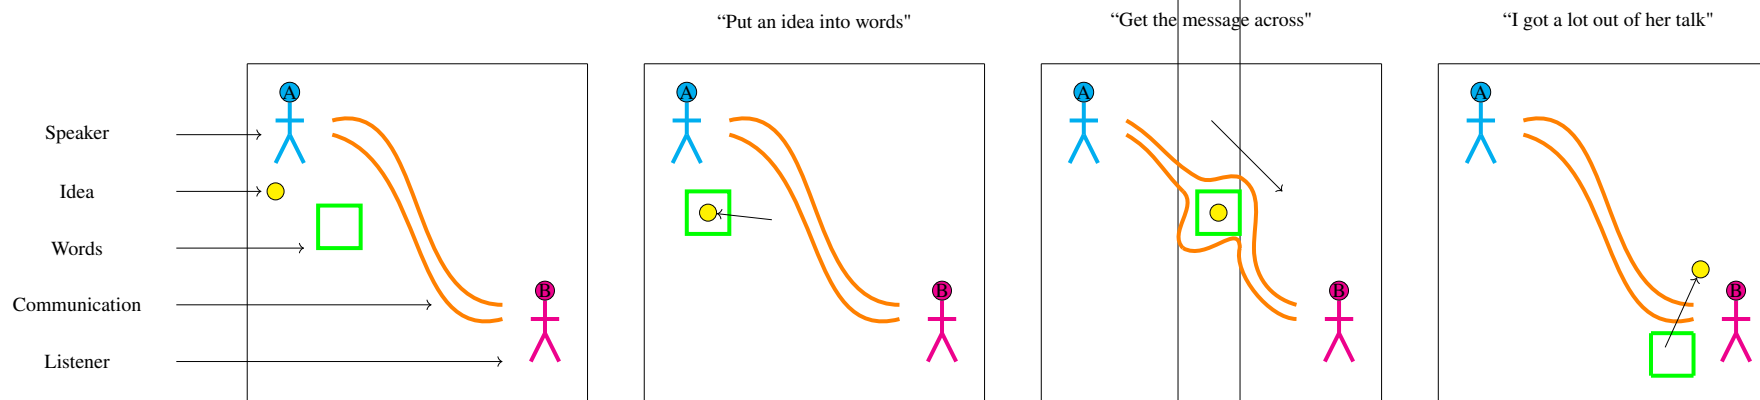 “Put an idea into words"
“Get the message across"
“I got a lot out of her talk"
A
A
A
A
Speaker
Idea
Words
B
B
B
B
Communication
Listener